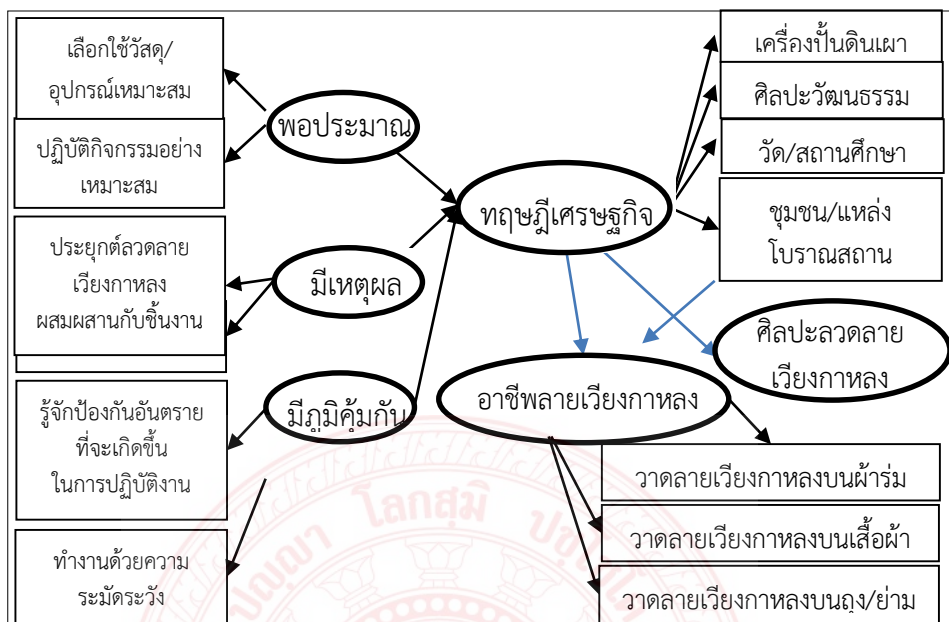 เลือกใช้วัสดุ/
อุปกรณ์เหมาะสม
ปฏิบัติกิจกรรมอย่าง
เหมาะสม
ประยุกต์ลวดลาย
เวียงกาหลง
ผสมผสานกับชิ้นงาน
รู้จักป้องกันอันตราย
ที่จะเกิดขึ้น
ในการปฏิบัติงาน
ทำงานด้วยความ
ระมัดระวัง
พอประมาณ
มีเหตุผล
มีภูมิคุ้มกัน
ทฤษฎีเศรษฐกิจ
เครื่องปั้นดินเผา
ศิลปะวัฒนธรรม
วัด/สถานศึกษา
ชุมชน/แหล่ง
โบราณสถาน
ศิลปะลวดลาย
เวียงกาหลง
อาชีพลายเวียงกาหลง
วาดลายเวียงกาหลงบนผ้าร่ม
วาดลายเวียงกาหลงบนเสื้อผ้า
วาดลายเวียงกาหลงบนถุง/ย่าม
โลกสุมิ